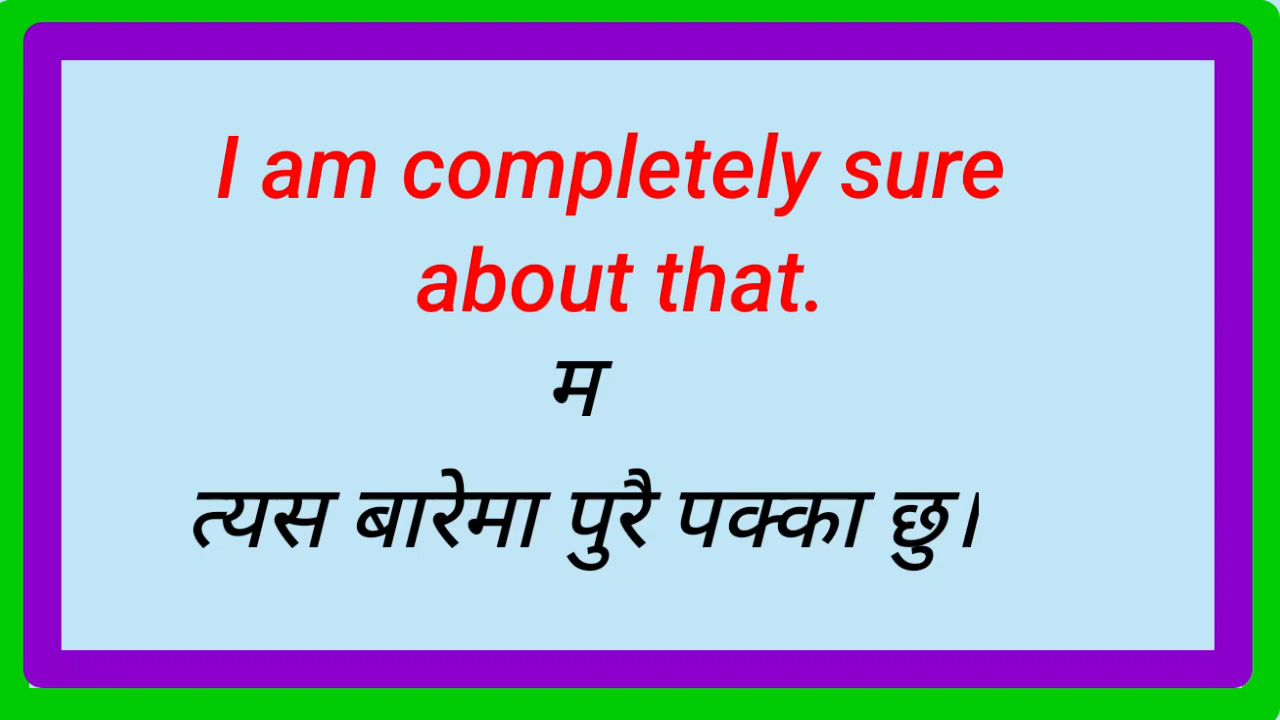 I am completely sure
about that.
म
त्यस बारेमा पुरै पक्का छु।